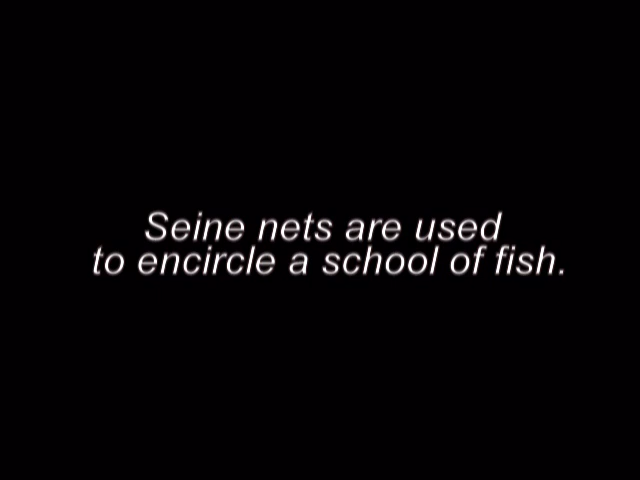 Seine nets are used
to encircle a school of fish.